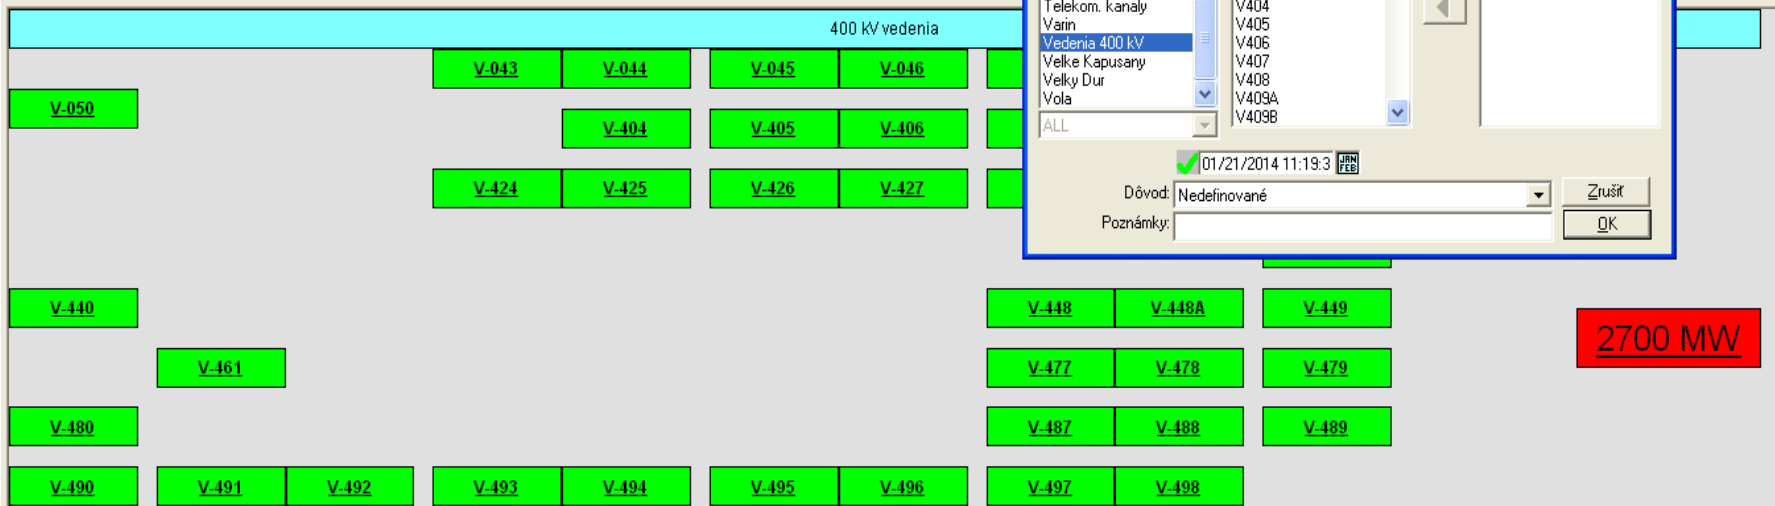 400 kV vedenia
V-043 V-044 V-045 V-046
V-050
V-404 V-405 V-406
V-424 V-425 V-426 V-427
V-440 V-448 V-448A V-449
V-461 V-477 V-478 V-479
V-480 V-487 V-488 V-489
V-490 V-491 V-492 V-493 V-494 V-495 V-496 V-497 V-498
2700 MW
Telekom. kanaly
Varin
Vedenia 400 kV
Velke Kapusany
Velky Dur
Vola
ALL
V404
V405
V406
V407
V408
V409A
V409B
01/21/2014 11:19:3
JAN
FEB
Dôvod: Nedefinované
Zrušiť
Poznámky:
OK